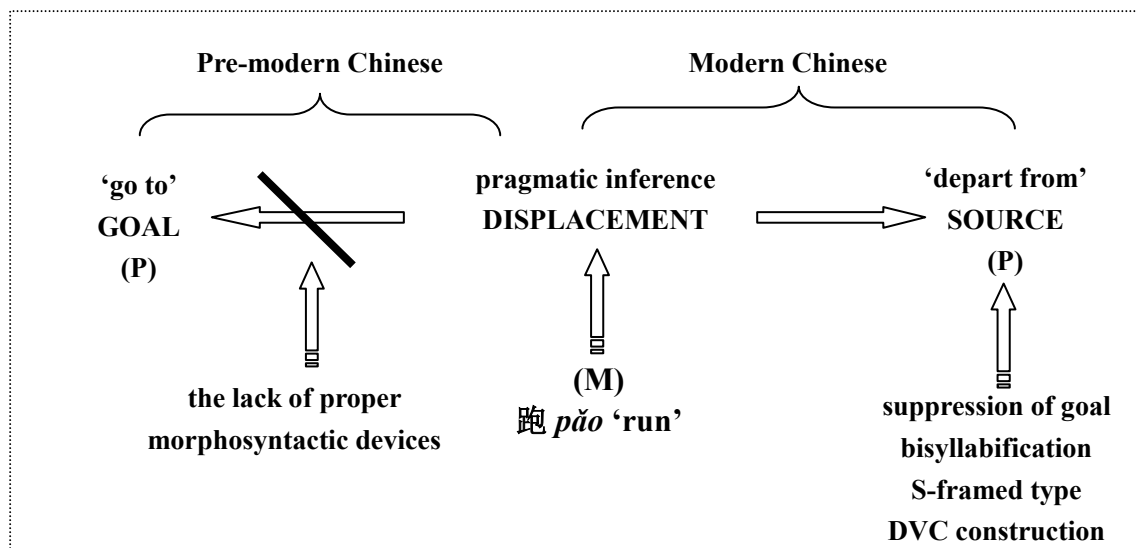 Pre-modern Chinese
Modern Chinese
‘go to’
GOAL
(P)
pragmatic inference
DISPLACEMENT
‘depart from’
SOURCE
(P)
the lack of proper
morphosyntactic devices
(M)
跑 pǎo ‘run’
suppression of goal
bisyllabification
S-framed type
DVC construction